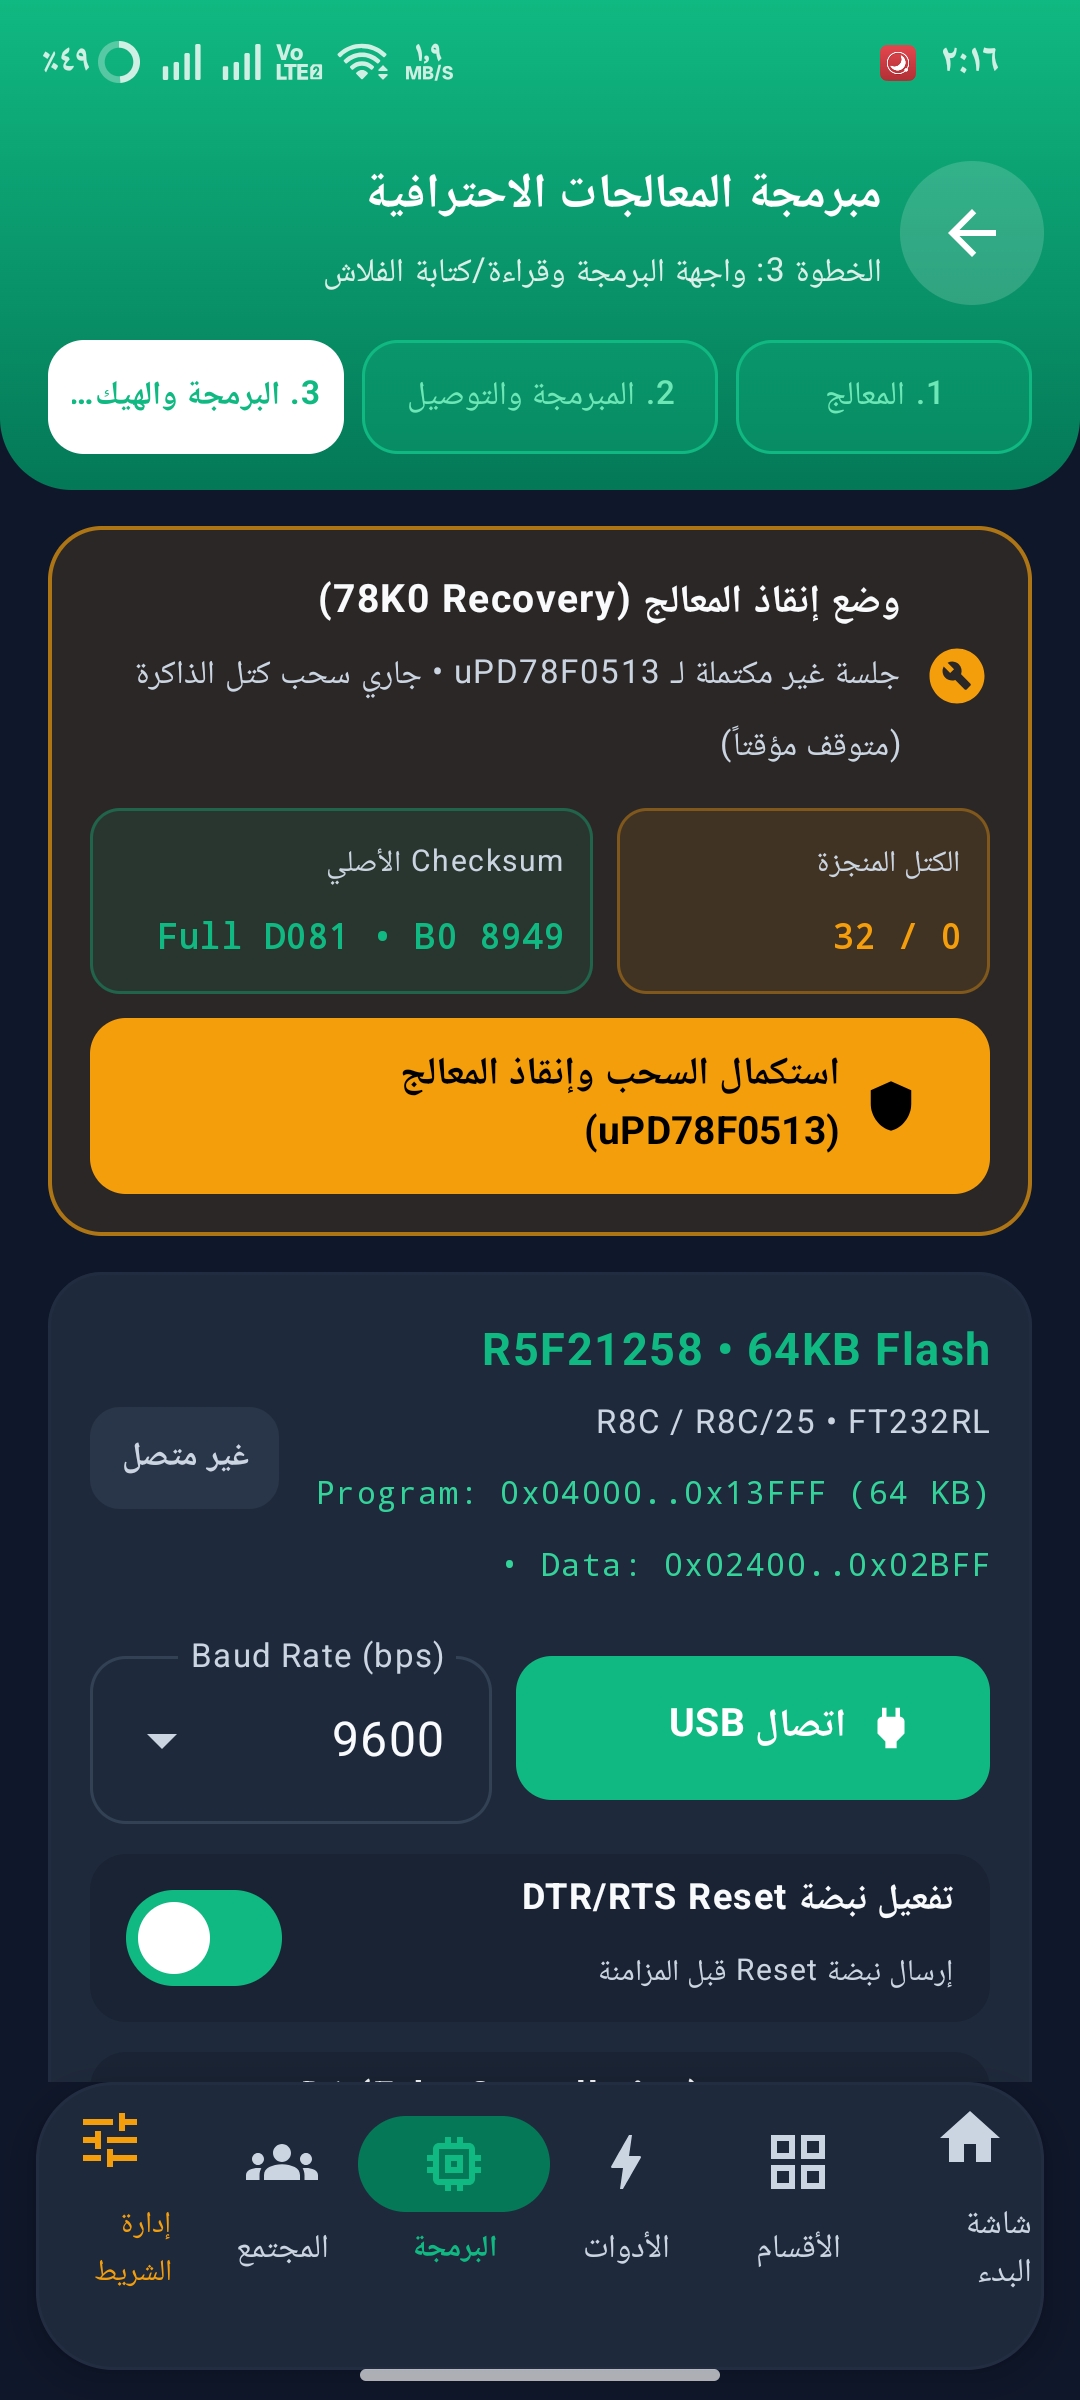 ٢:١٦
١,٩ MB/S
Vo LTE2
٪٤٩
مبرمجة المعالجات الاحترافية
الخطوة 3: واجهة البرمجة وقراءة/كتابة الفلاش
1. المعالج
2. المبرمجة والتوصيل
3. البرمجة والهيك...
وضع إنقاذ المعالج (78K0 Recovery)
جلسة غير مكتملة لـ uPD78F0513 • جاري سحب كتل الذاكرة
(متوقف مؤقتاً)
الكتل المنجزة
32 / 0
Checksum الأصلي
Full D081 • B0 8949
استكمال السحب وإنقاذ المعالج
(uPD78F0513)
R5F21258 • 64KB Flash
R8C / R8C/25 • FT232RL
غير متصل
Program: 0x04000..0x13FFF (64 KB)
• Data: 0x02400..0x02BFF
اتصال USB
Baud Rate (bps)
9600
تفعيل نبضة DTR/RTS Reset
إرسال نبضة Reset قبل المزامنة
شاشة
البدء
الأقسام
الأدوات
البرمجة
المجتمع
إدارة
الشريط